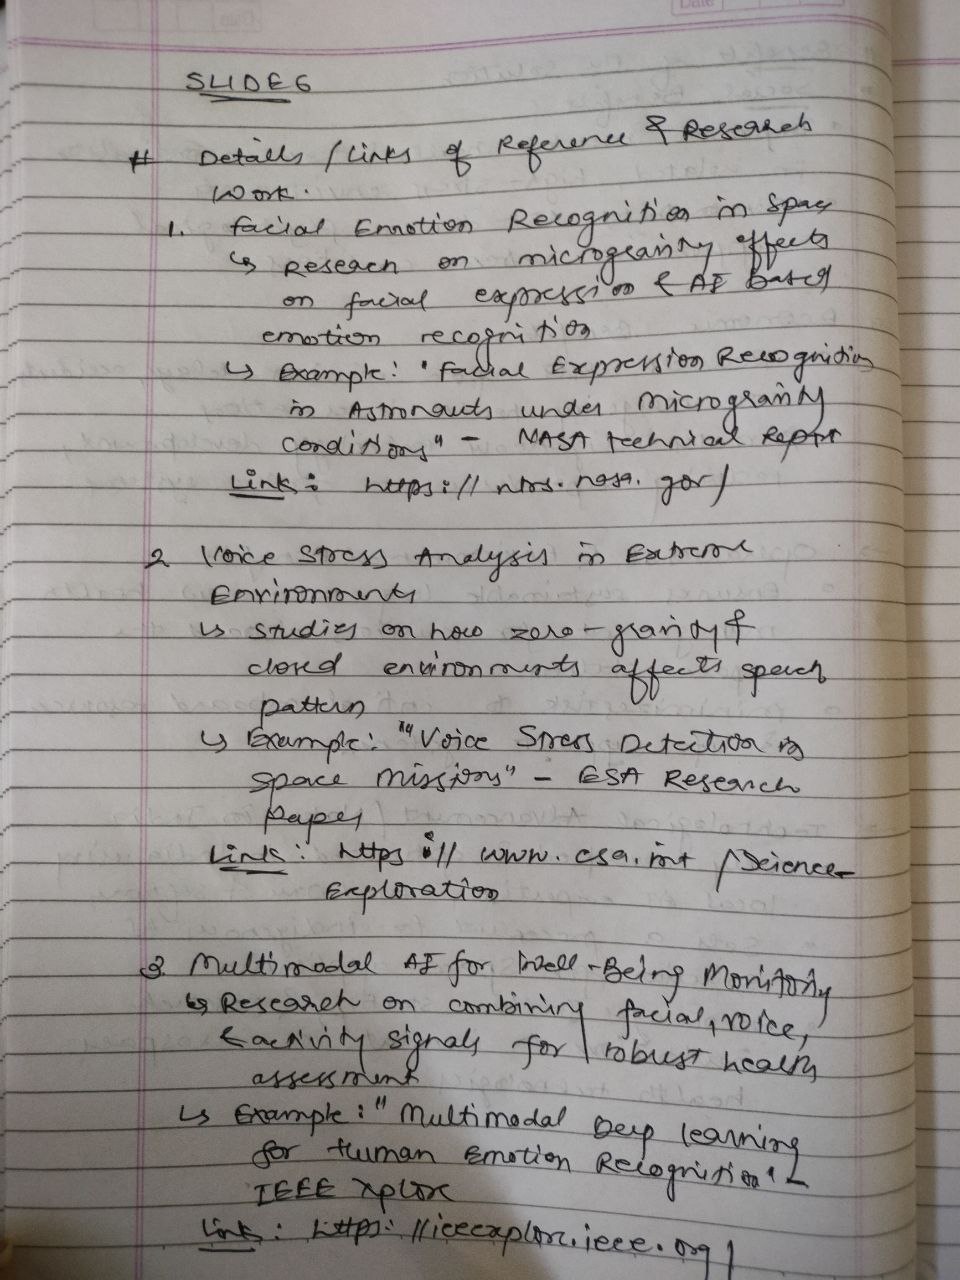 SLIDE 6
# Details / Links of Reference & Research
Work.
1. Facial Emotion Recognition in Space
↳ Reseach on microgravity effects
on facial expression & AI based
emotion recognition
↳ Example: "Facial Expression Recognition
in Astronauts under Microgravity
Conditions" - NASA technical Report
Link: https://ntrs.nasa.gov/
2 Voice Stress Analysis in Extreme
Environments
↳ Studies on how zero-gravity &
closed environments affects speech
pattern
↳ Example: "Voice Stress Detection in
Space Missions" - ESA Research
Paper
Link: https://www.esa.int/Science-
Exploration
3 Multimodal AI for Well-Being Monitoring
↳ Research on combining facial, voice,
& activity signals for robust health
assessment
↳ Example: "Multimodal Deep learning
for Human Emotion Recognition" -
IEEE Xplore
Link: https://ieeexplore.ieee.org/